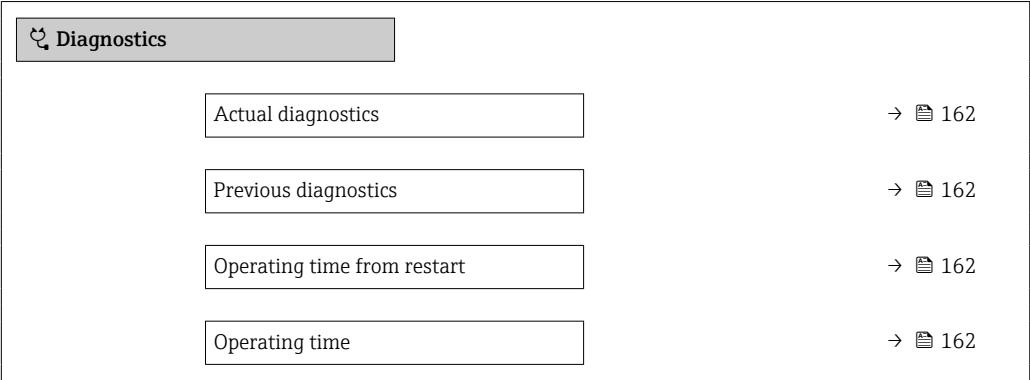 Diagnostics
Actual diagnostics → 162
Previous diagnostics → 162
Operating time from restart → 162
Operating time → 162